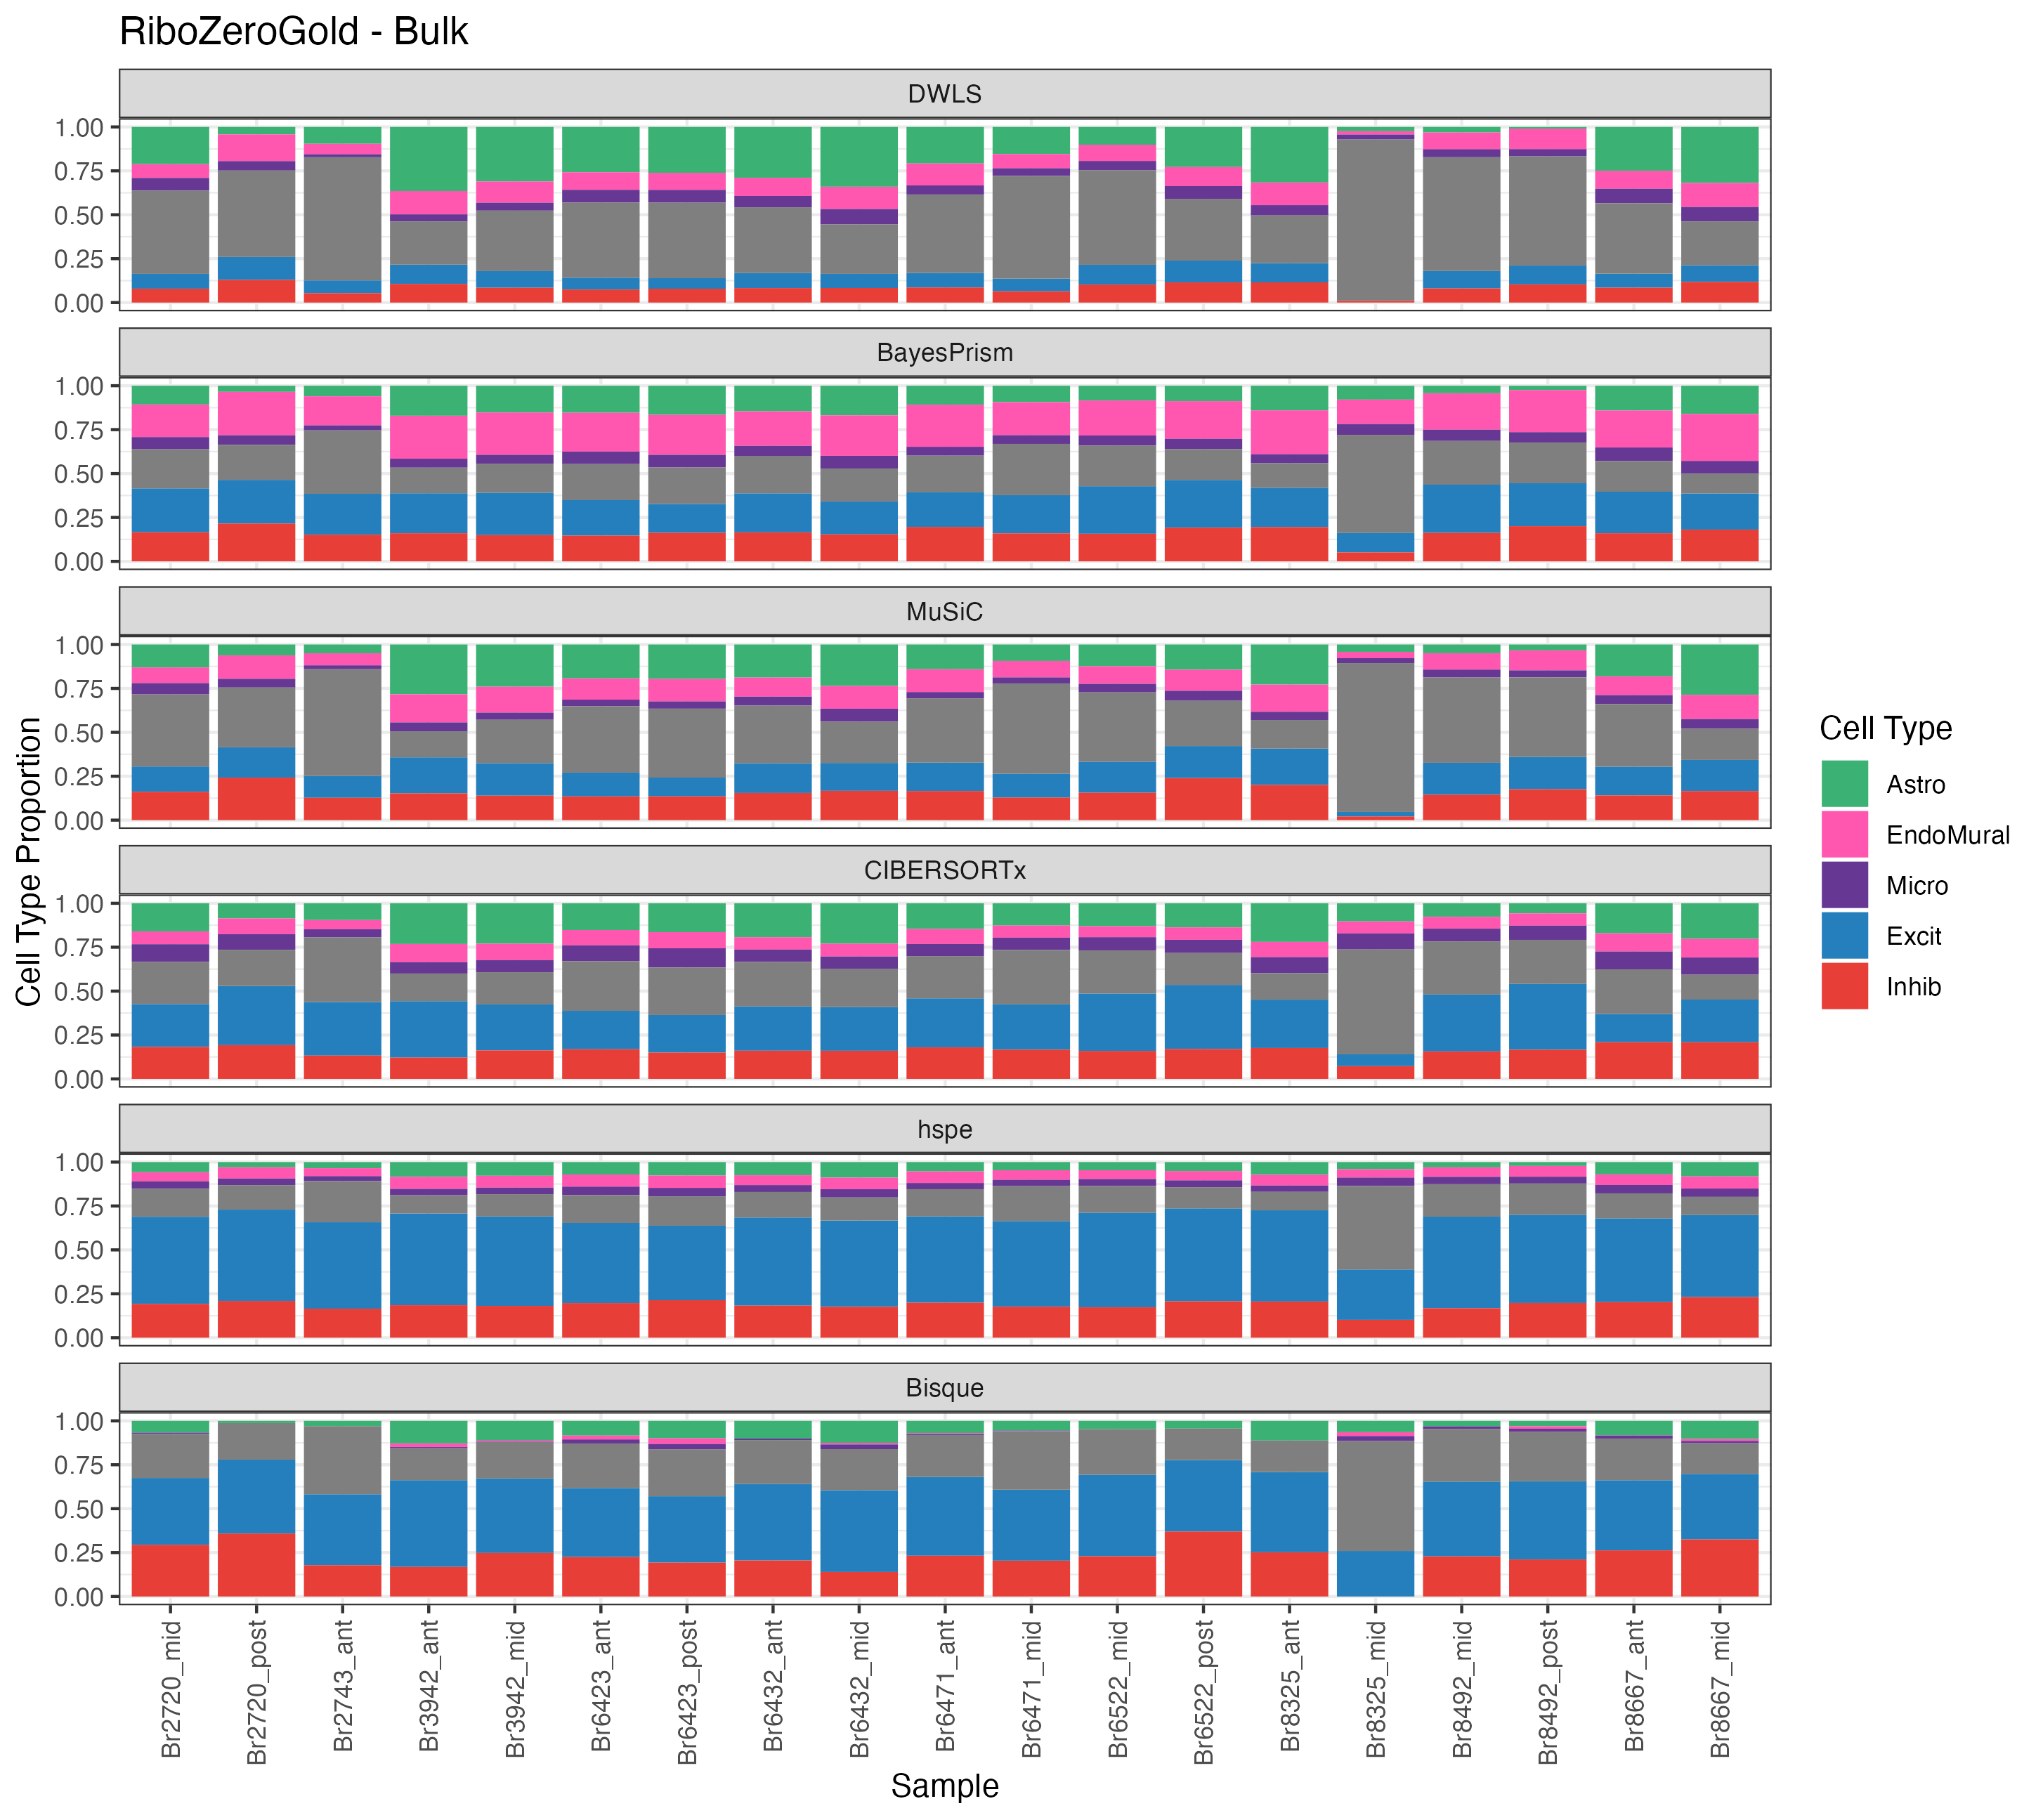 RiboZeroGold - Bulk
DWLS
1.00
0.75
0.50
0.25
0.00
BayesPrism
1.00
0.75
0.50
0.25
0.00
MuSiC
1.00
0.75
0.50
0.25
0.00
CIBERSORTx
1.00
0.75
0.50
0.25
0.00
hspe
1.00
0.75
0.50
0.25
0.00
Bisque
1.00
0.75
0.50
0.25
0.00
Cell Type Proportion
Br2720_mid
Br2720_post
Br2743_ant
Br3942_ant
Br3942_mid
Br6423_ant
Br6423_post
Br6432_ant
Br6432_mid
Br6471_ant
Br6471_mid
Br6522_mid
Br6522_post
Br8325_ant
Br8325_mid
Br8492_mid
Br8492_post
Br8667_ant
Br8667_mid
Sample
Cell Type
Astro
EndoMural
Micro
Excit
Inhib